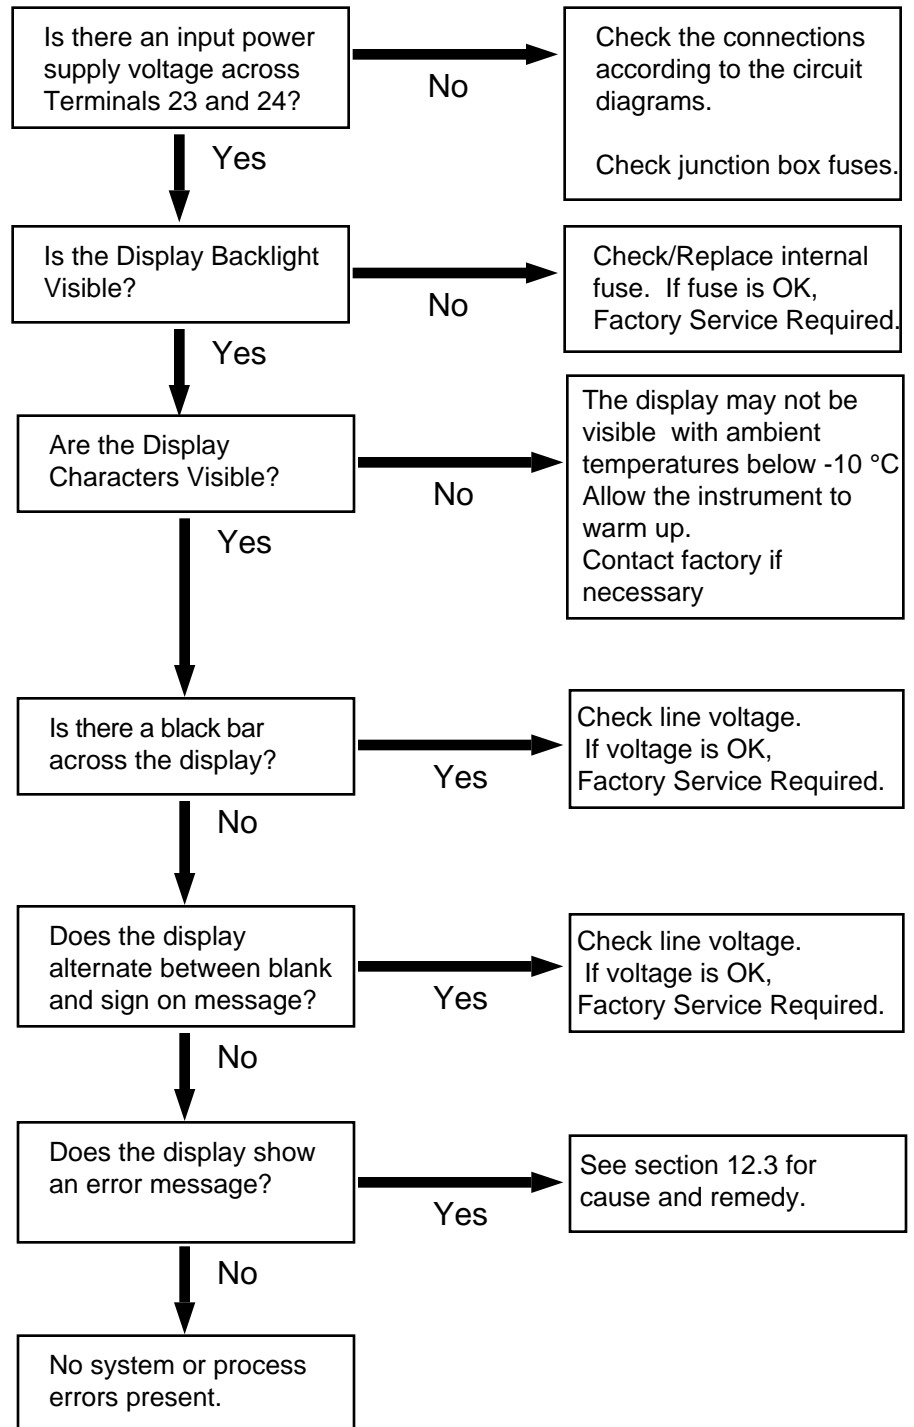 Is there an input power
supply voltage across
Terminals 23 and 24?
No
Check the connections
according to the circuit
diagrams.
Check junction box fuses.
Yes
Is the Display Backlight
Visible?
No
Check/Replace internal
fuse.  If fuse is OK,
Factory Service Required.
Yes
Are the Display
Characters Visible?
No
The display may not be
visible  with ambient
temperatures below -10 °C
Allow the instrument to
warm up.
Contact factory if
necessary
Yes
Is there a black bar
across the display?
Yes
Check line voltage.
If voltage is OK,
Factory Service Required.
No
Does the display
alternate between blank
and sign on message?
Yes
Check line voltage.
If voltage is OK,
Factory Service Required.
No
Does the display show
an error message?
Yes
See section 12.3 for
cause and remedy.
No
No system or process
errors present.